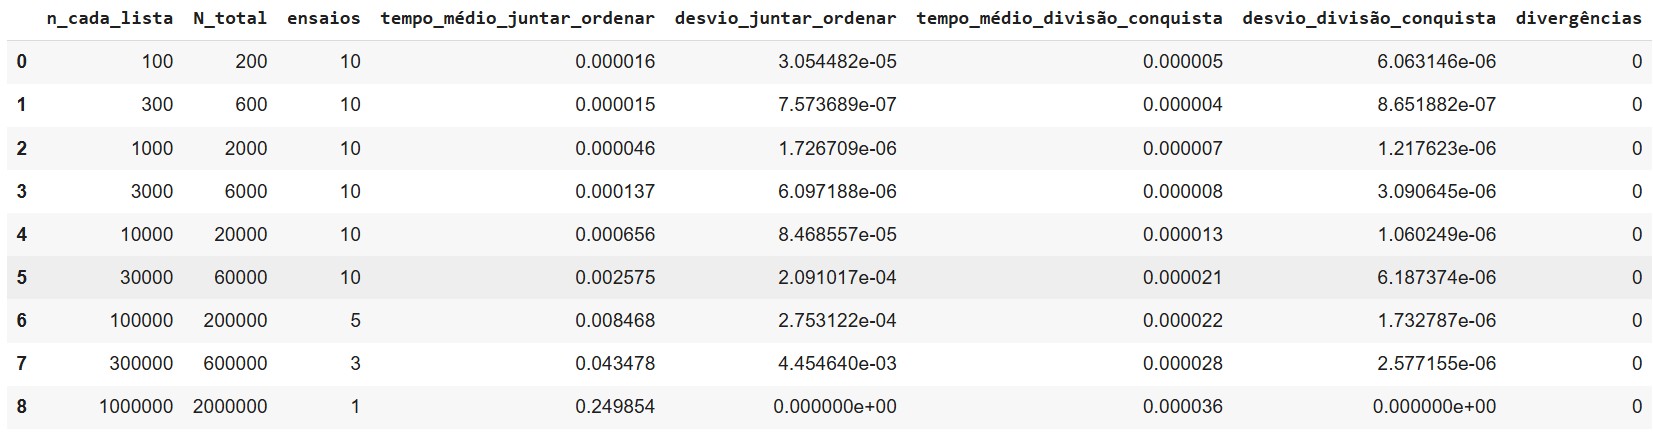 n_cada_lista N_total ensaios tempo_médio_juntar_ordenar desvio_juntar_ordenar tempo_médio_divisão_conquista desvio_divisão_conquista divergências
0 100 200 10 0.000016 3.054482e-05 0.000005 6.063146e-06 0
1 300 600 10 0.000015 7.573689e-07 0.000004 8.651882e-07 0
2 1000 2000 10 0.000046 1.726709e-06 0.000007 1.217623e-06 0
3 3000 6000 10 0.000137 6.097188e-06 0.000008 3.090645e-06 0
4 10000 20000 10 0.000656 8.468557e-05 0.000013 1.060249e-06 0
5 30000 60000 10 0.002575 2.091017e-04 0.000021 6.187374e-06 0
6 100000 200000 5 0.008468 2.753122e-04 0.000022 1.732787e-06 0
7 300000 600000 3 0.043478 4.454640e-03 0.000028 2.577155e-06 0
8 1000000 2000000 1 0.249854 0.000000e+00 0.000036 0.000000e+00 0